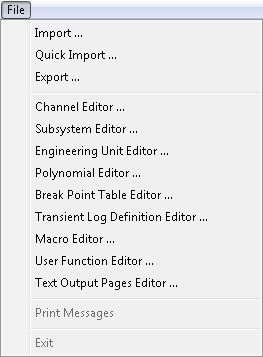 File
Import ...
Quick Import ...
Export ...
Channel Editor ...
Subsystem Editor ...
Engineering Unit Editor ...
Polynomial Editor ...
Break Point Table Editor ...
Transient Log Definition Editor ...
Macro Editor ...
User Function Editor ...
Text Output Pages Editor ...
Print Messages
Exit